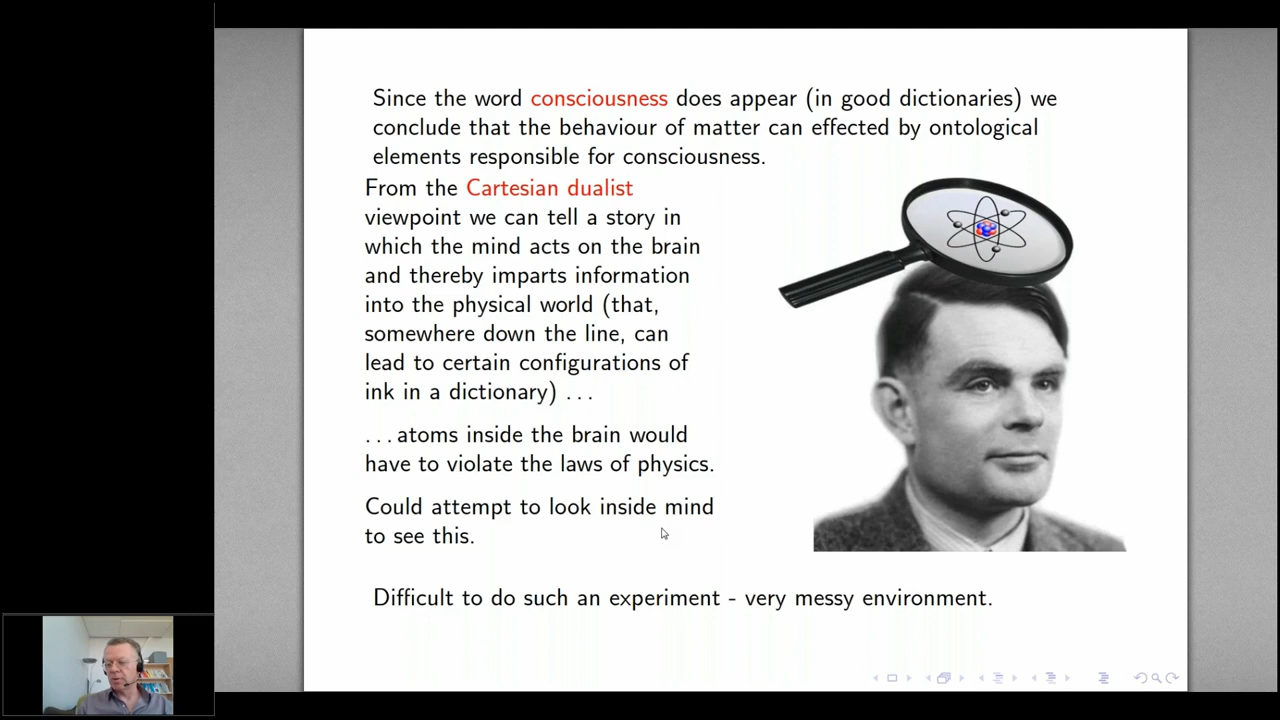 Since the word consciousness does appear (in good dictionaries) we
conclude that the behaviour of matter can effected by ontological
elements responsible for consciousness.
From the Cartesian dualist
viewpoint we can tell a story in
which the mind acts on the brain
and thereby imparts information
into the physical world (that,
somewhere down the line, can
lead to certain configurations of
ink in a dictionary) ...
...atoms inside the brain would
have to violate the laws of physics.
Could attempt to look inside mind
to see this.
Difficult to do such an experiment - very messy environment.